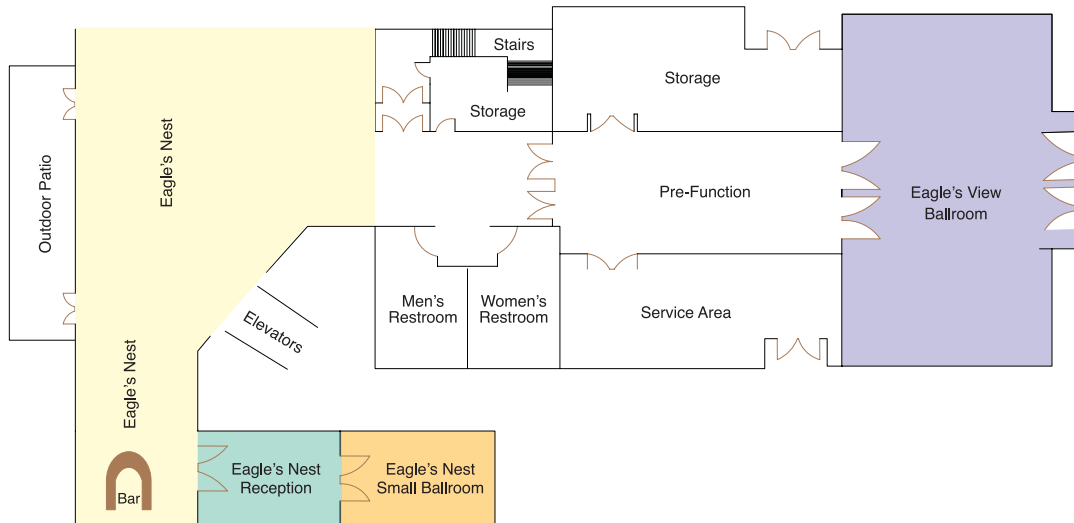 Stairs
Storage
Storage
Outdoor Patio
Eagle's Nest
Pre-Function
Eagle's View
Ballroom
Men's
Restroom
Women's
Restroom
Service Area
Elevators
Eagle's Nest
Bar
Eagle's Nest
Reception
Eagle's Nest
Small Ballroom